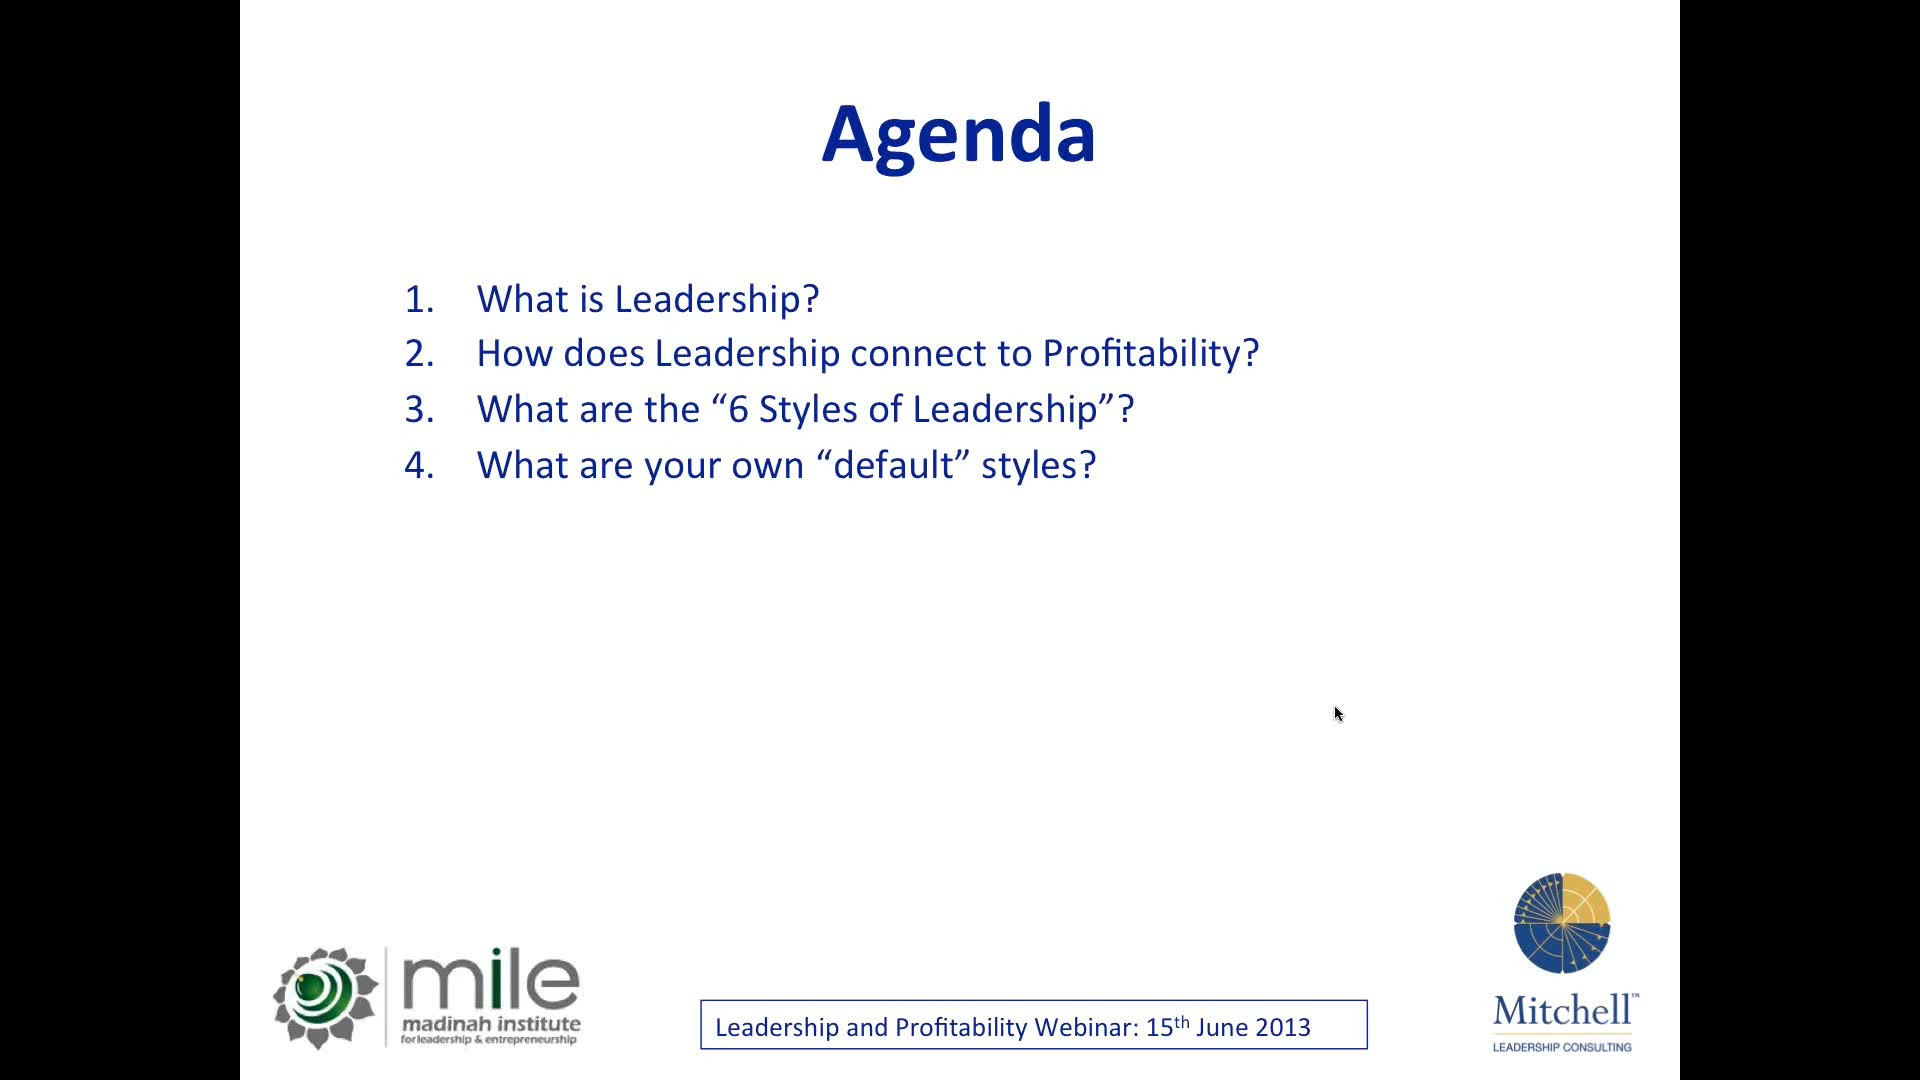 Agenda
1. What is Leadership?
2. How does Leadership connect to Profitability?
3. What are the “6 Styles of Leadership”?
4. What are your own “default” styles?
mile
madinah institute
for leadership & entrepreneurship
Leadership and Profitability Webinar: 15th June 2013
Mitchell™
LEADERSHIP CONSULTING